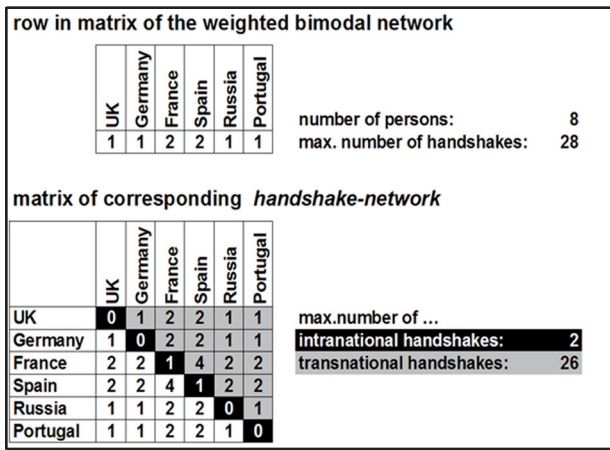 row in matrix of the weighted bimodal network
UK Germany France Spain Russia Portugal
1 1 2 2 1 1
number of persons: 8
max. number of handshakes: 28
matrix of corresponding handshake-network
UK Germany France Spain Russia Portugal
UK 0 1 2 2 1 1
Germany 1 0 2 2 1 1
France 2 2 1 4 2 2
Spain 2 2 4 1 2 2
Russia 1 1 2 2 0 1
Portugal 1 1 2 2 1 0
max.number of ...
intranational handshakes: 2
transnational handshakes: 26